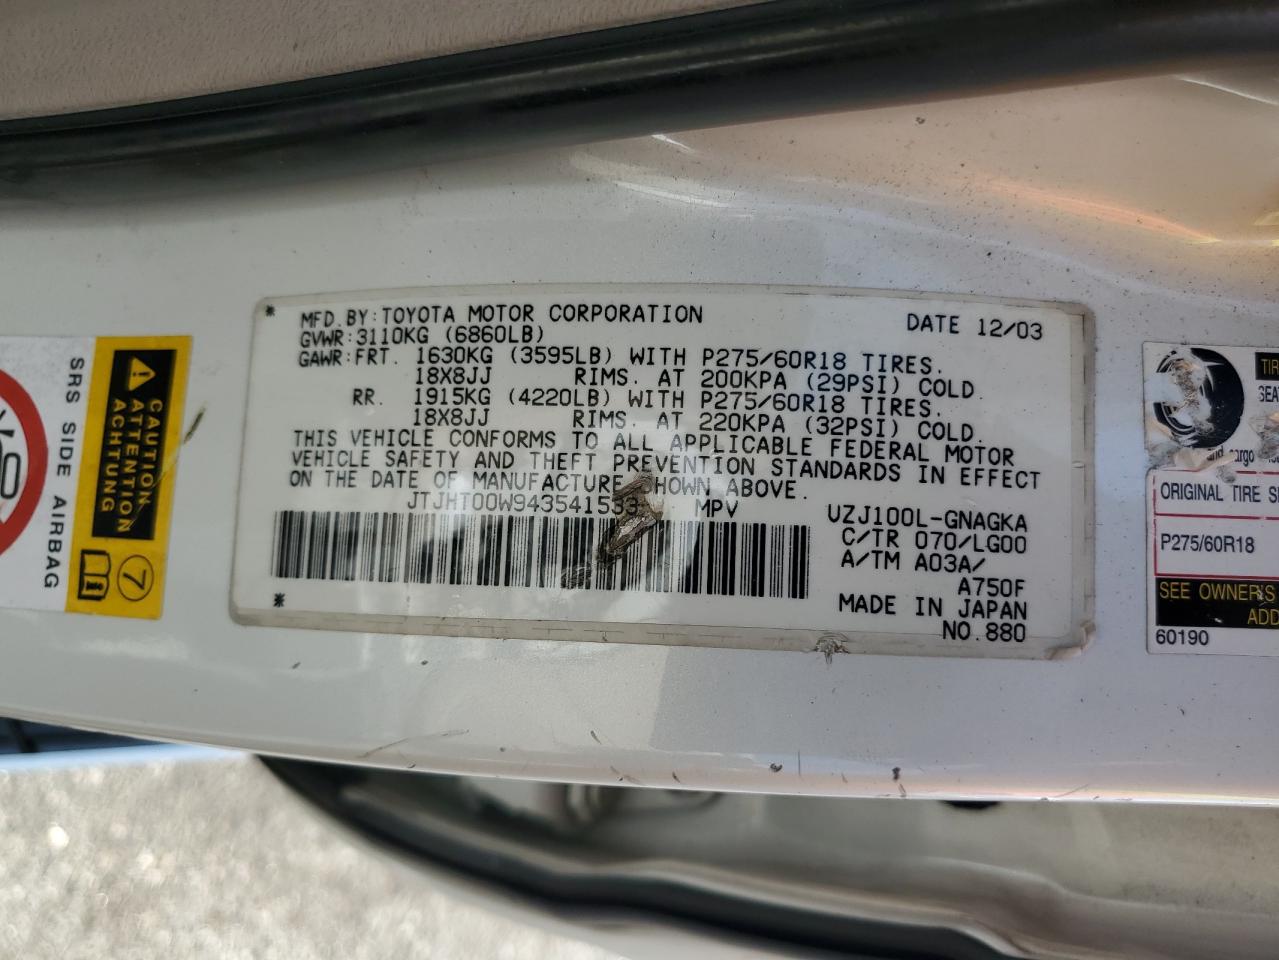 MFD.BY:TOYOTA MOTOR CORPORATION DATE 12/03
GVWR:3110KG (6860LB)
GAWR:FRT. 1630KG (3595LB) WITH P275/60R18 TIRES.
18X8JJ RIMS. AT 200KPA (29PSI) COLD.
RR. 1915KG (4220LB) WITH P275/60R18 TIRES.
18X8JJ RIMS. AT 220KPA (32PSI) COLD.
THIS VEHICLE CONFORMS TO ALL APPLICABLE FEDERAL MOTOR
VEHICLE SAFETY AND THEFT PREVENTION STANDARDS IN EFFECT
ON THE DATE OF MANUFACTURE SHOWN ABOVE.
JTJHT00W943541533 MPV
UZJ100L-GNAGKA
C/TR 070/LG00
A/TM A03A/
A750F
MADE IN JAPAN
NO.880
SRS SIDE AIRBAG
CAUTION
ATTENTION
ACHTUNG
7
ORIGINAL TIRE
P275/60R18
SEE OWNER'S
60190